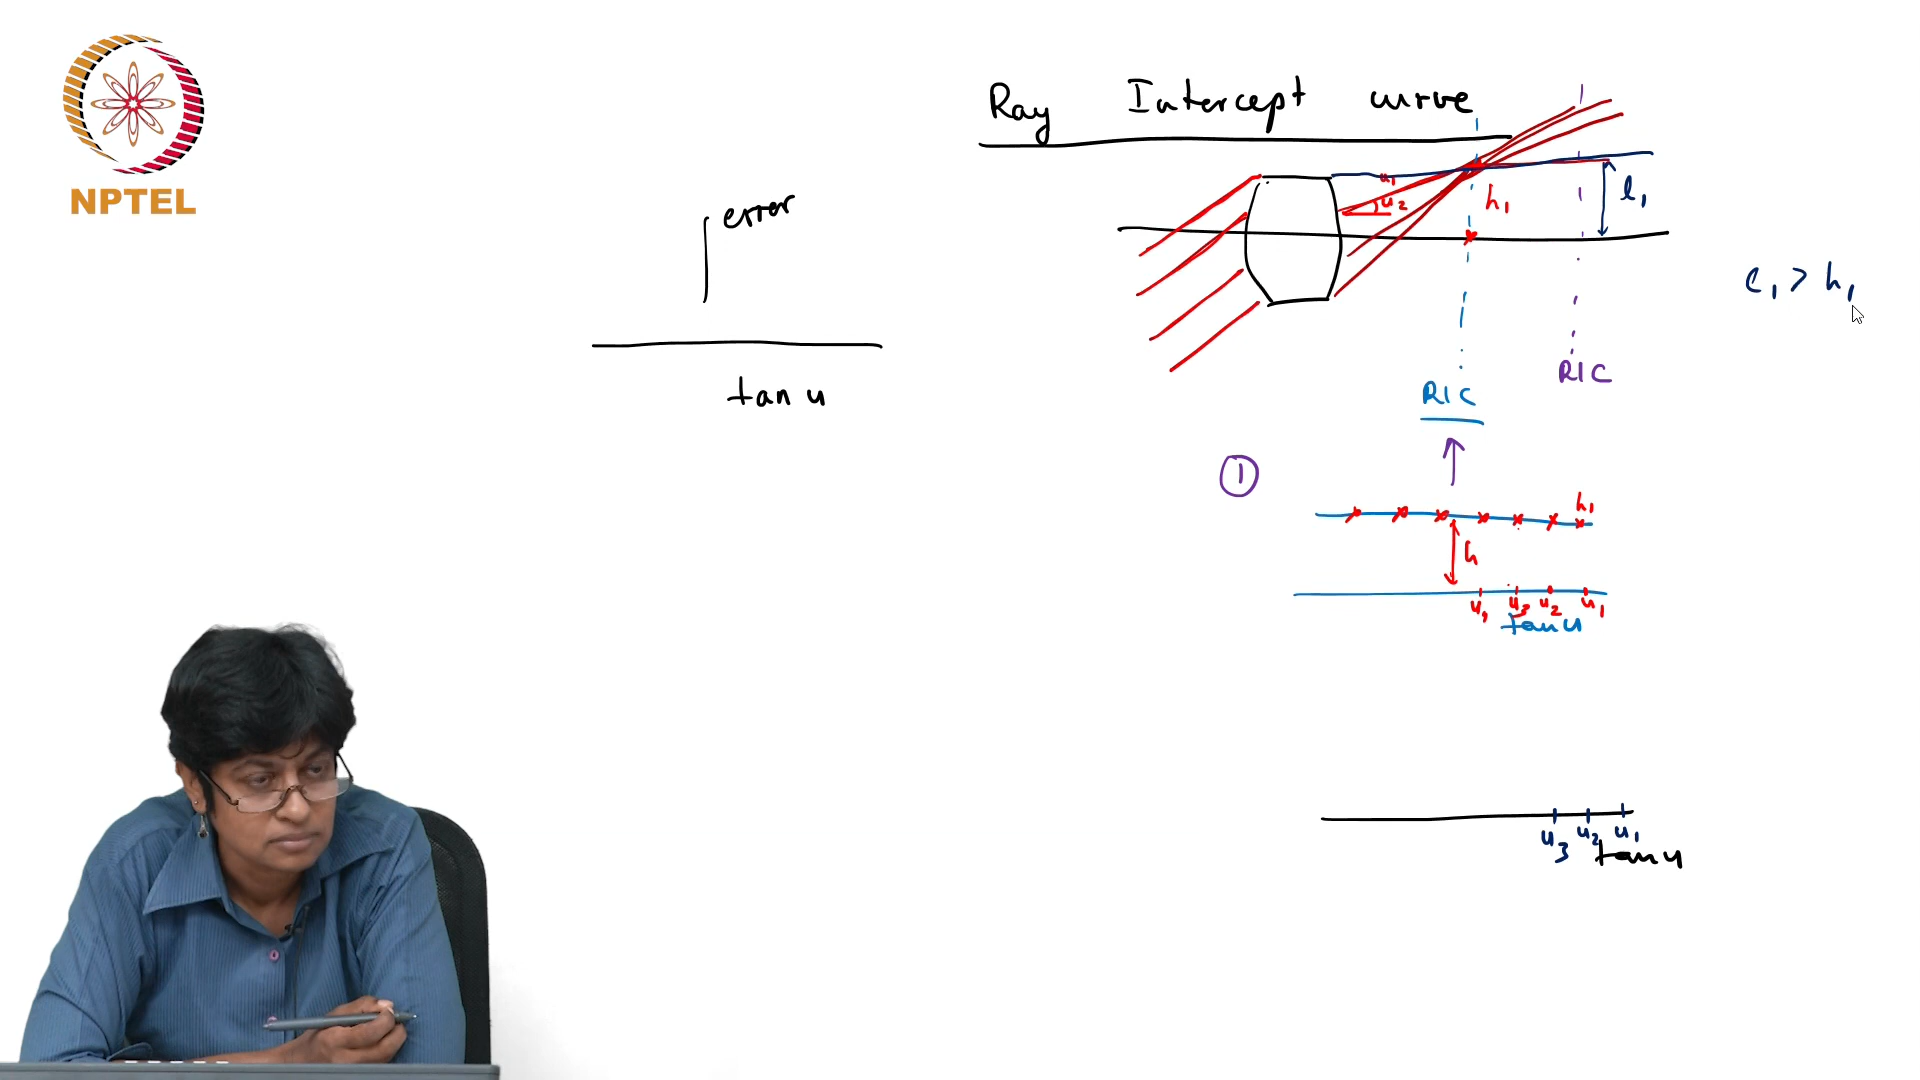 NPTEL
Ray Intercept curve
error
tan u
u1
u2
h1
l1
l1 > h1
RIC
RIC
1
h1
h
u4 u3 u2 u1
tan u
u3 u2 u1
tan u